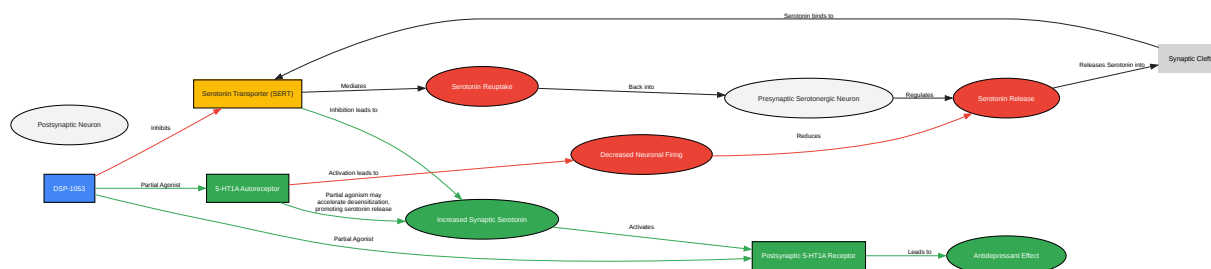 Serotonin binds to
Synaptic Cleft
Releases Serotonin into
Serotonin Transporter (SERT)
Mediates
Serotonin Reuptake
Back into
Presynaptic Serotonergic Neuron
Regulates
Serotonin Release
Inhibition leads to
Postsynaptic Neuron
Inhibits
Reduces
Decreased Neuronal Firing
Activation leads to
DSP-1053
Partial Agonist
5-HT1A Autoreceptor
Partial agonism may
accelerate desensitization,
promoting serotonin release
Increased Synaptic Serotonin
Activates
Partial Agonist
Postsynaptic 5-HT1A Receptor
Leads to
Antidepressant Effect